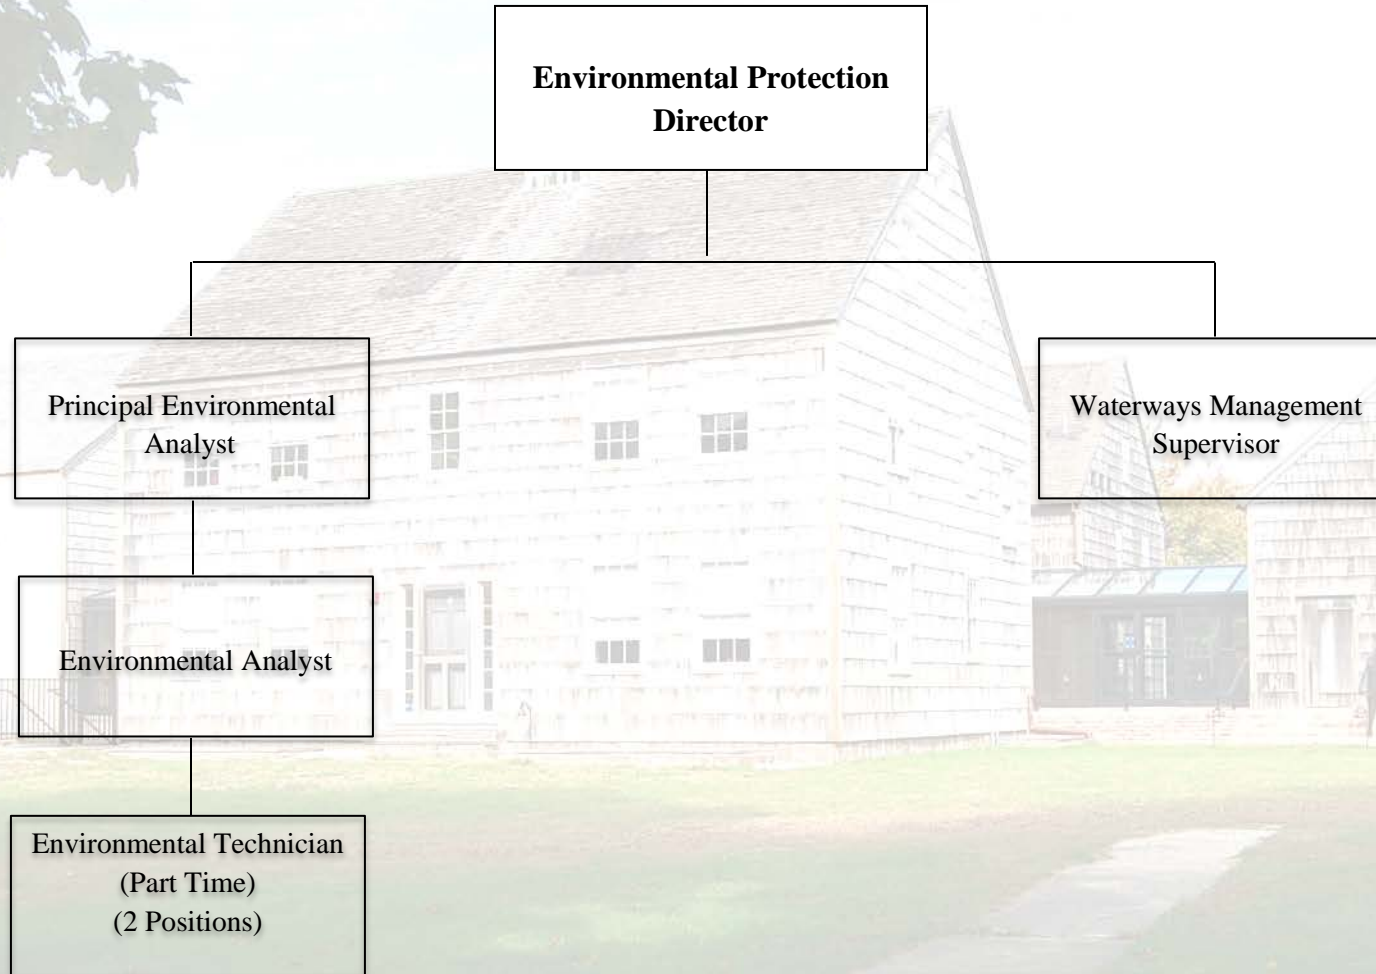 Environmental Protection
Director
Principal Environmental
Analyst
Waterways Management
Supervisor
Environmental Analyst
Environmental Technician
(Part Time)
(2 Positions)